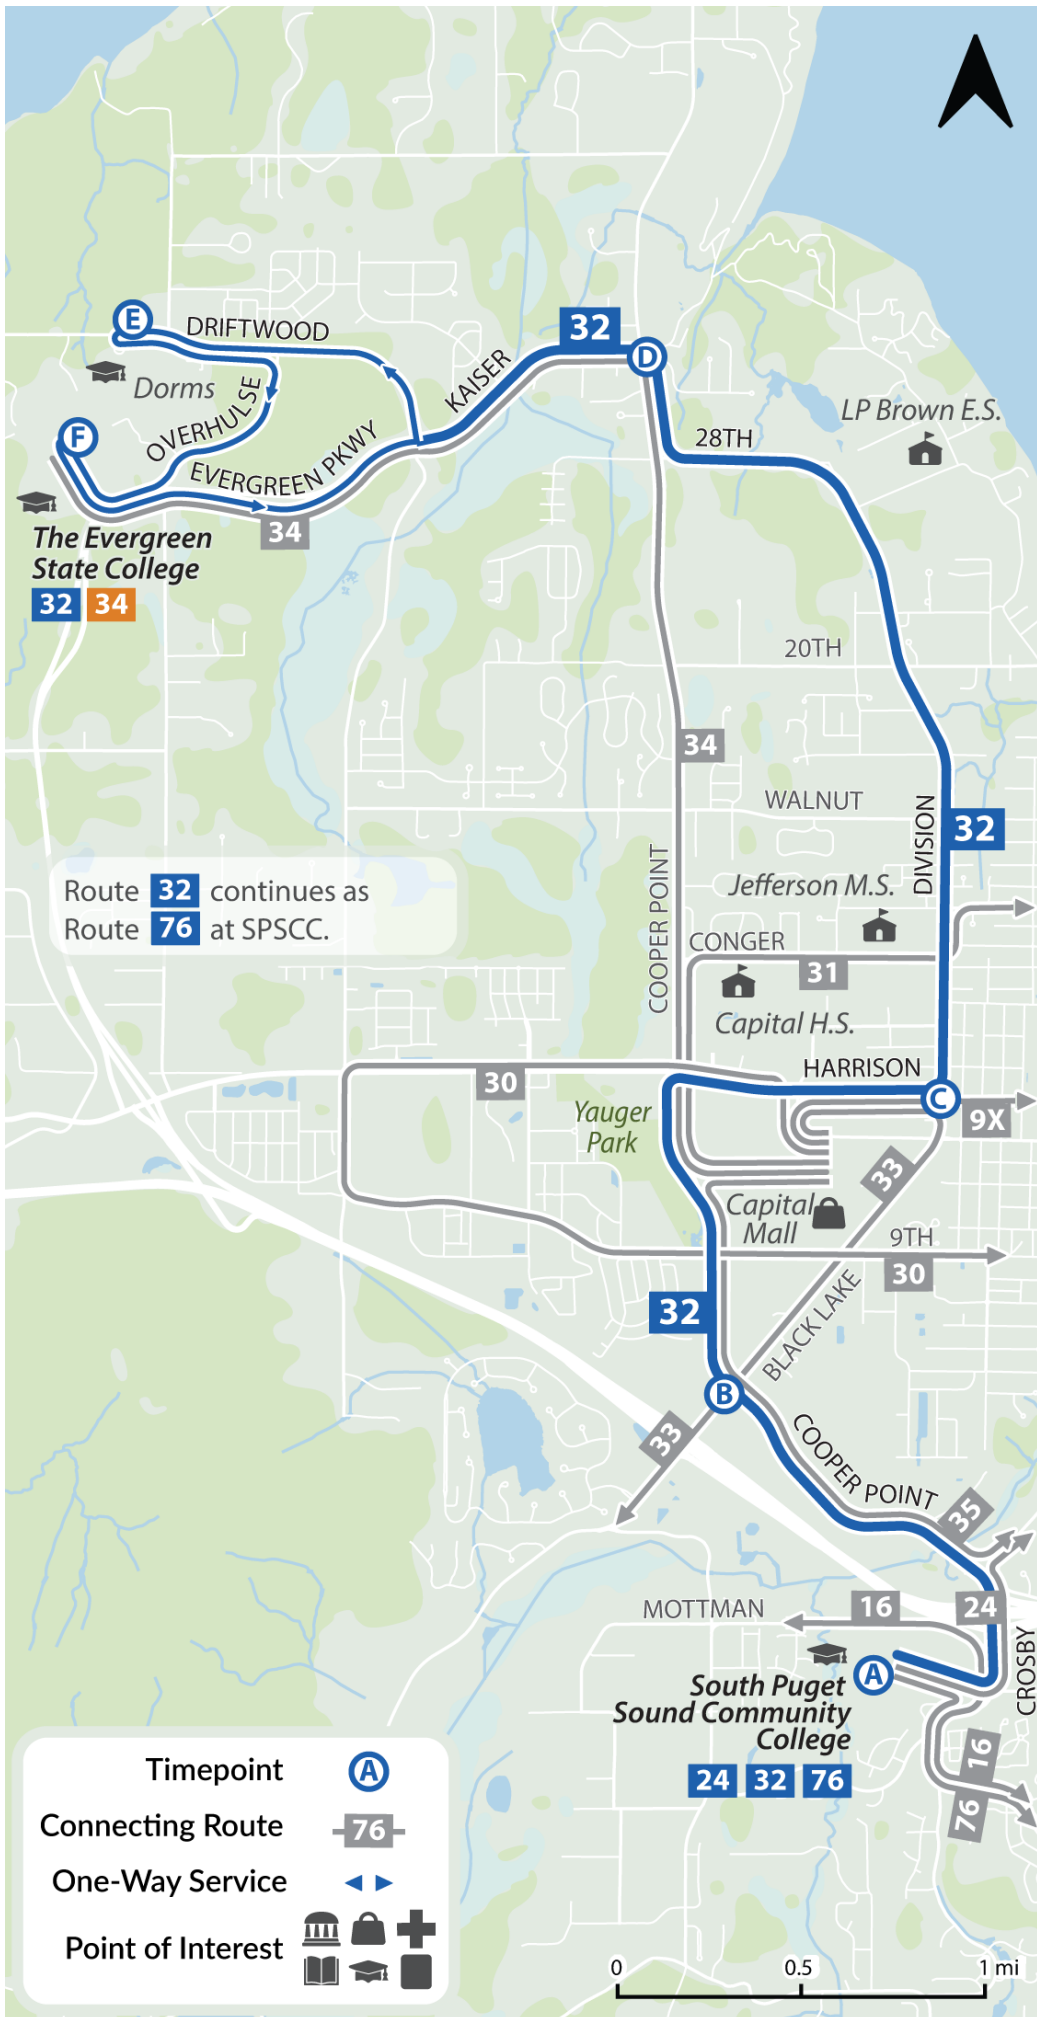 32
E
DRIFTWOOD
D
KAISER
Dorms
OVERHULSE
LP Brown E.S.
F
28TH
EVERGREEN PKWY
34
The Evergreen
State College
32 34
20TH
34
WALNUT
DIVISION
32
Route 32 continues as
Route 76 at SPSCC.
COOPER POINT
Jefferson M.S.
CONGER
31
Capital H.S.
HARRISON
30
C
9X
Yauger
Park
33
Capital
Mall
9TH
30
32
BLACK LAKE
B
33
COOPER POINT
35
MOTTMAN
16
24
CROSBY
A
South Puget
Sound Community
College
24 32 76
16
76
Timepoint A
Connecting Route 76
One-Way Service
Point of Interest
0 0.5 1 mi